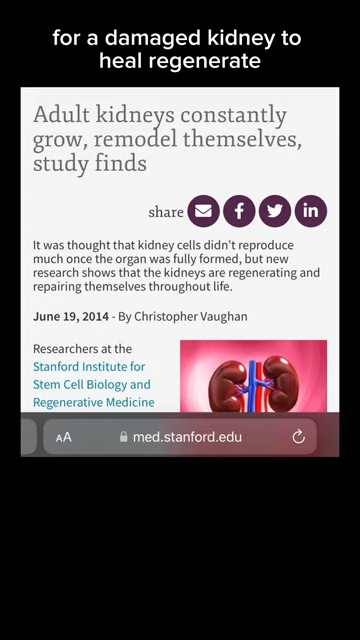 for a damaged kidney to
heal regenerate
Adult kidneys constantly
grow, remodel themselves,
study finds
share
It was thought that kidney cells didn't reproduce
much once the organ was fully formed, but new
research shows that the kidneys are regenerating and
repairing themselves throughout life.
June 19, 2014 - By Christopher Vaughan
Researchers at the
Stanford Institute for
Stem Cell Biology and
Regenerative Medicine
AA med.stanford.edu